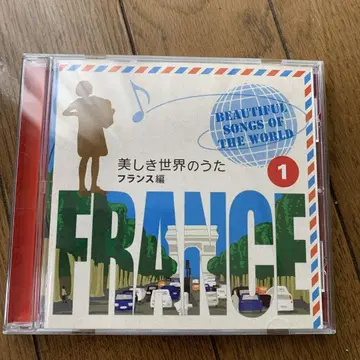 BEAUTIFUL
SONGS OF
THE WORLD
美しき世界のうた
フランス編
1
FRANCE